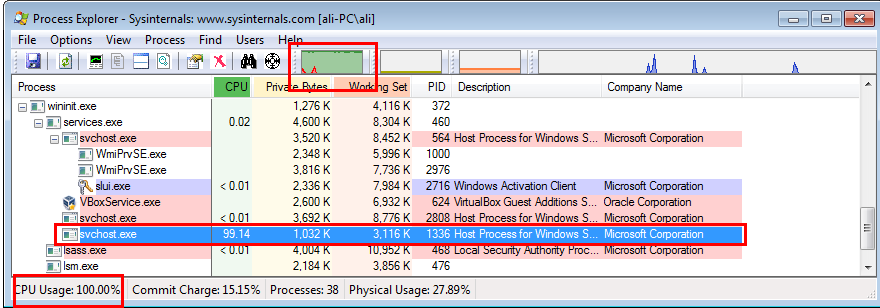 Process Explorer - Sysinternals: www.sysinternals.com [ali-PC\ali]
File Options View Process Find Users Help
Process CPU Private Bytes Working Set PID Description Company Name
wininit.exe 1,276 K 4,116 K 372
services.exe 0.02 4,600 K 8,304 K 460
svchost.exe 3,520 K 8,452 K 564 Host Process for Windows S... Microsoft Corporation
WmiPrvSE.exe 2,348 K 5,996 K 1000
WmiPrvSE.exe 3,816 K 7,736 K 2976
slui.exe < 0.01 2,336 K 7,984 K 2716 Windows Activation Client Microsoft Corporation
VBoxService.exe 2,600 K 6,932 K 624 VirtualBox Guest Additions S... Oracle Corporation
svchost.exe < 0.01 3,692 K 8,776 K 2808 Host Process for Windows S... Microsoft Corporation
svchost.exe 99.14 1,032 K 3,116 K 1336 Host Process for Windows S... Microsoft Corporation
lsass.exe < 0.01 4,004 K 10,952 K 468 Local Security Authority Proc... Microsoft Corporation
lsm.exe 2,184 K 3,856 K 476
CPU Usage: 100.00% Commit Charge: 15.15% Processes: 38 Physical Usage: 27.89%